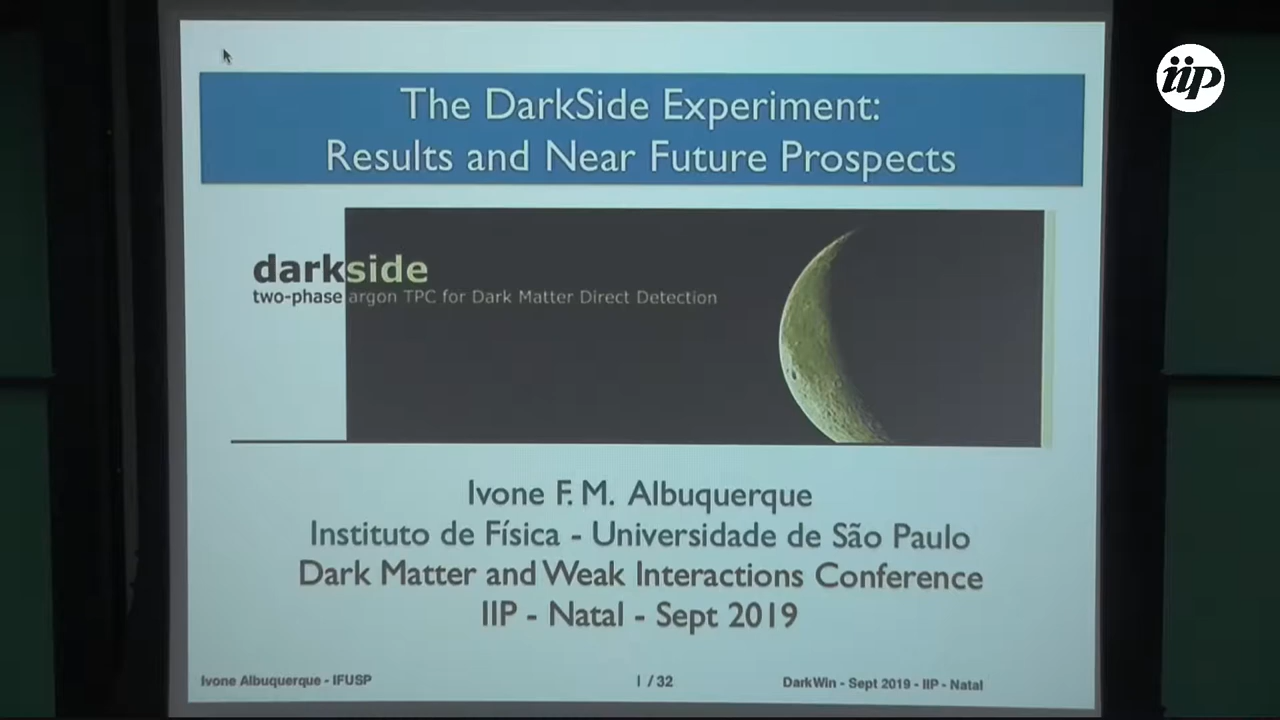 iip
The DarkSide Experiment:
Results and Near Future Prospects
darkside
two-phase argon TPC for Dark Matter Direct Detection
Ivone F. M. Albuquerque
Instituto de Física - Universidade de São Paulo
Dark Matter and Weak Interactions Conference
IIP - Natal - Sept 2019
Ivone Albuquerque - IFUSP
1 / 32
DarkWin - Sept 2019 - IIP - Natal